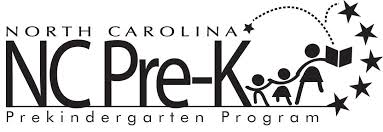 NORTH CAROLINA
NC Pre-K
Prekindergarten Program